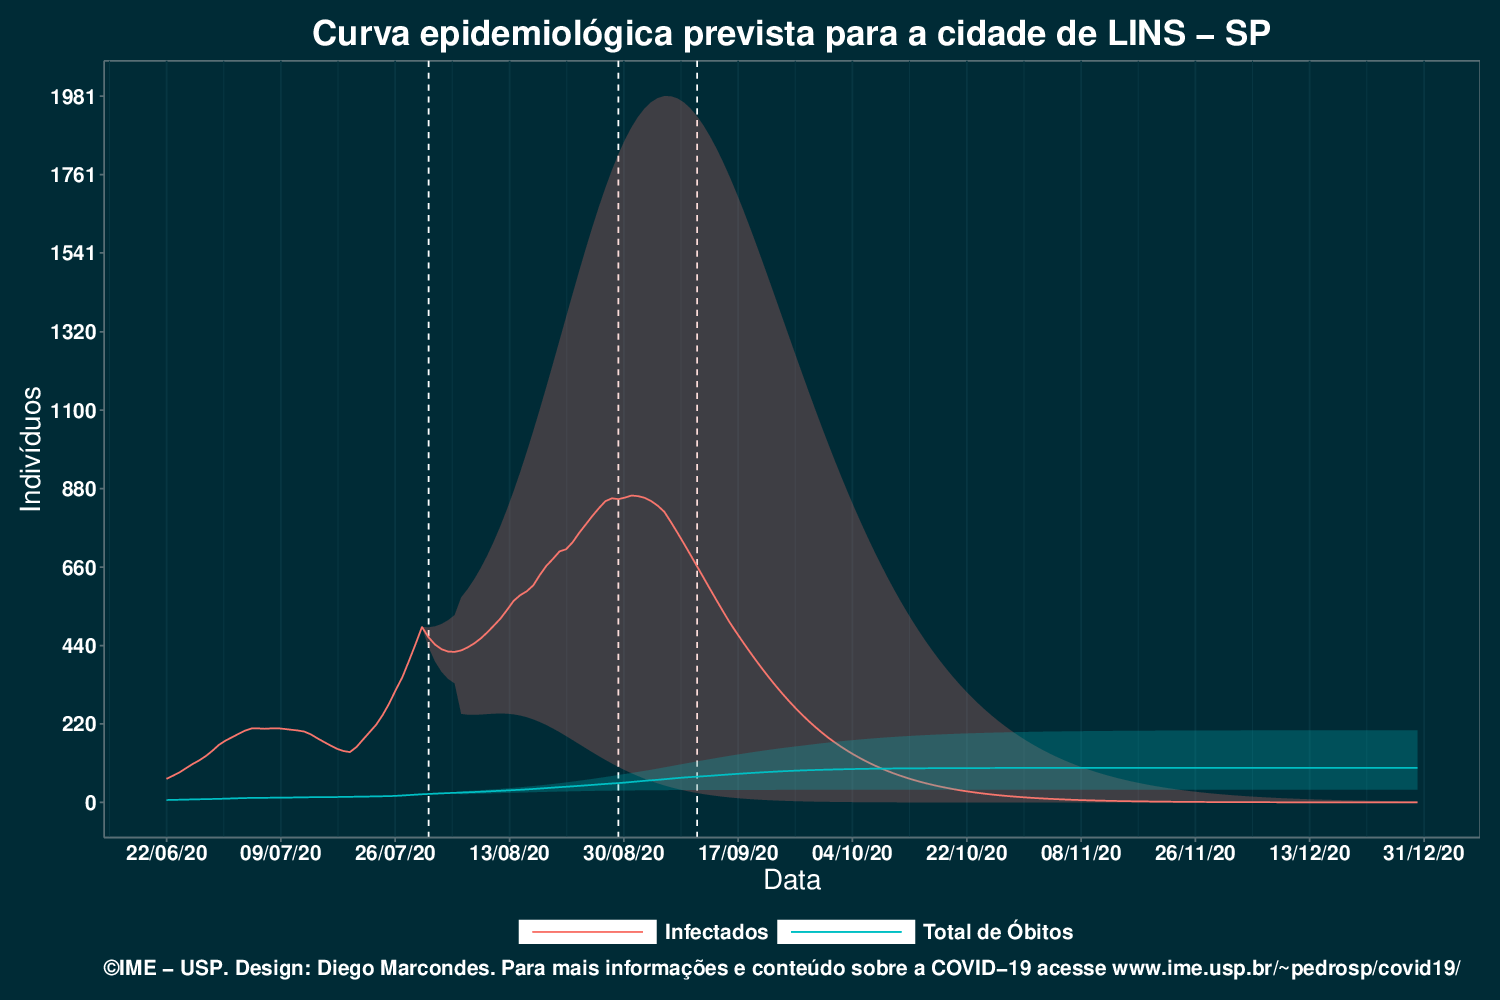 Curva epidemiológica prevista para a cidade de LINS – SP
1981
1761
1541
1320
1100
880
660
440
220
0
Indivíduos
22/06/20 09/07/20 26/07/20 13/08/20 30/08/20 17/09/20 04/10/20 22/10/20 08/11/20 26/11/20 13/12/20 31/12/20
Data
Infectados Total de Óbitos
©IME – USP. Design: Diego Marcondes. Para mais informações e conteúdo sobre a COVID–19 acesse www.ime.usp.br/~pedrosp/covid19/